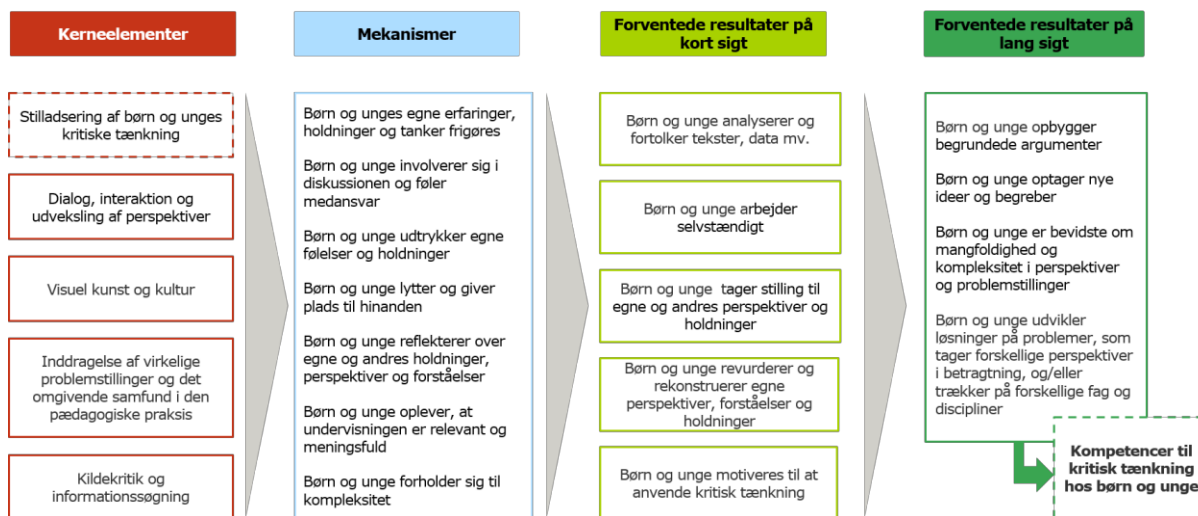 Kerneelementer
Stilladsering af børn og unges
kritiske tænkning
Dialog, interaktion og
udveksling af perspektiver
Visuel kunst og kultur
Inddragelse af virkelige
problemstillinger og det
omgivende samfund i den
pædagogiske praksis
Kildekritik og
informationssøgning
Mekanismer
Børn og unges egne erfaringer,
holdninger og tanker frigøres
Børn og unge involverer sig i
diskussionen og føler
medansvar
Børn og unge udtrykker egne
følelser og holdninger
Børn og unge lytter og giver
plads til hinanden
Børn og unge reflekterer over
egne og andres holdninger,
perspektiver og forståelser
Børn og unge oplever, at
undervisningen er relevant og
meningsfuld
Børn og unge forholder sig til
kompleksitet
Forventede resultater på
kort sigt
Børn og unge analyserer og
fortolker tekster, data mv.
Børn og unge arbejder
selvstændigt
Børn og unge  tager stilling til
egne og andres perspektiver og
holdninger
Børn og unge revurderer og
rekonstruerer egne
perspektiver, forståelser og
holdninger
Børn og unge motiveres til at
anvende kritisk tænkning
Forventede resultater på
lang sigt
Børn og unge opbygger
begrundede argumenter
Børn og unge optager nye
ideer og begreber
Børn og unge er bevidste om
mangfoldighed og
kompleksitet i perspektiver
og problemstillinger
Børn og unge udvikler
løsninger på problemer, som
tager forskellige perspektiver
i betragtning, og/eller
trækker på forskellige fag og
discipliner
Kompetencer til
kritisk tænkning
hos børn og unge